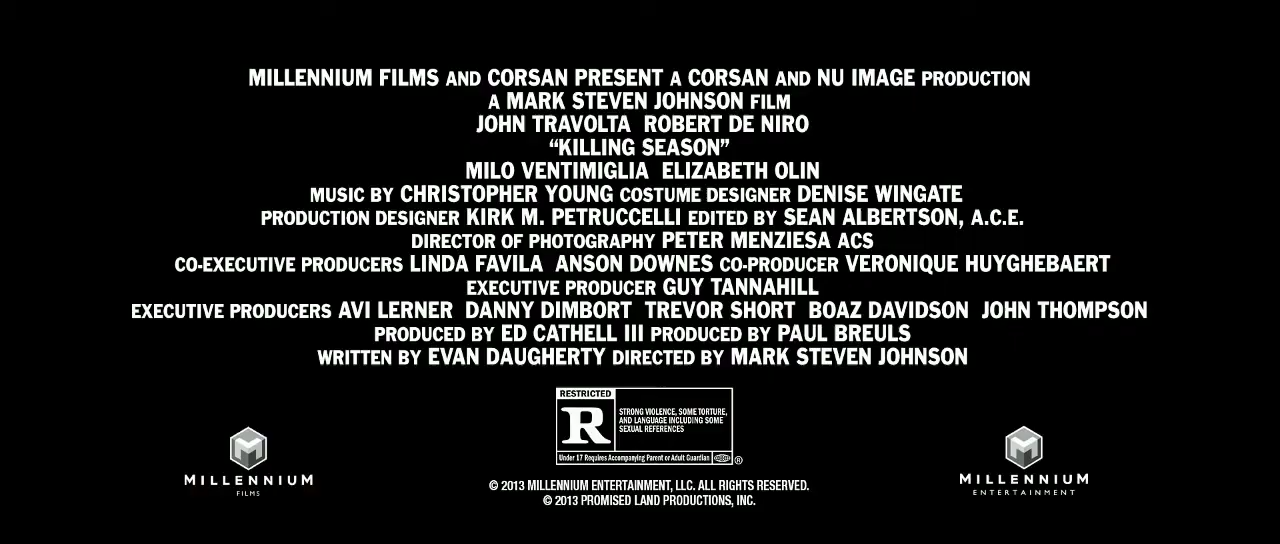 MILLENNIUM FILMS AND CORSAN PRESENT A CORSAN AND NU IMAGE PRODUCTION
A MARK STEVEN JOHNSON FILM
JOHN TRAVOLTA ROBERT DE NIRO
“KILLING SEASON”
MILO VENTIMIGLIA ELIZABETH OLIN
MUSIC BY CHRISTOPHER YOUNG COSTUME DESIGNER DENISE WINGATE
PRODUCTION DESIGNER KIRK M. PETRUCCELLI EDITED BY SEAN ALBERTSON, A.C.E.
DIRECTOR OF PHOTOGRAPHY PETER MENZIESA ACS
CO-EXECUTIVE PRODUCERS LINDA FAVILA ANSON DOWNES CO-PRODUCER VERONIQUE HUYGHEBAERT
EXECUTIVE PRODUCER GUY TANNAHILL
EXECUTIVE PRODUCERS AVI LERNER DANNY DIMBORT TREVOR SHORT BOAZ DAVIDSON JOHN THOMPSON
PRODUCED BY ED CATHELL III PRODUCED BY PAUL BREULS
WRITTEN BY EVAN DAUGHERTY DIRECTED BY MARK STEVEN JOHNSON
RESTRICTED
R
STRONG VIOLENCE, SOME TORTURE,
AND LANGUAGE INCLUDING SOME
SEXUAL REFERENCES
Under 17 Requires Accompanying Parent or Adult Guardian
®
MILLENNIUM
FILMS
MILLENNIUM
ENTERTAINMENT
© 2013 MILLENNIUM ENTERTAINMENT, LLC. ALL RIGHTS RESERVED.
© 2013 PROMISED LAND PRODUCTIONS, INC.